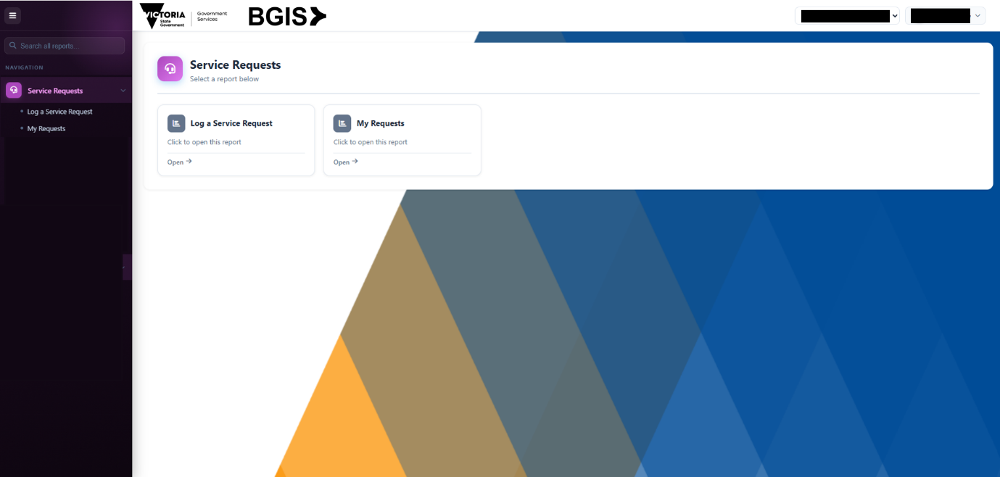 VICTORIA
State
Government
Government
Services
BGIS
Search all reports...
NAVIGATION
Service Requests
Log a Service Request
My Requests
Service Requests
Select a report below
Log a Service Request
Click to open this report
Open →
My Requests
Click to open this report
Open →